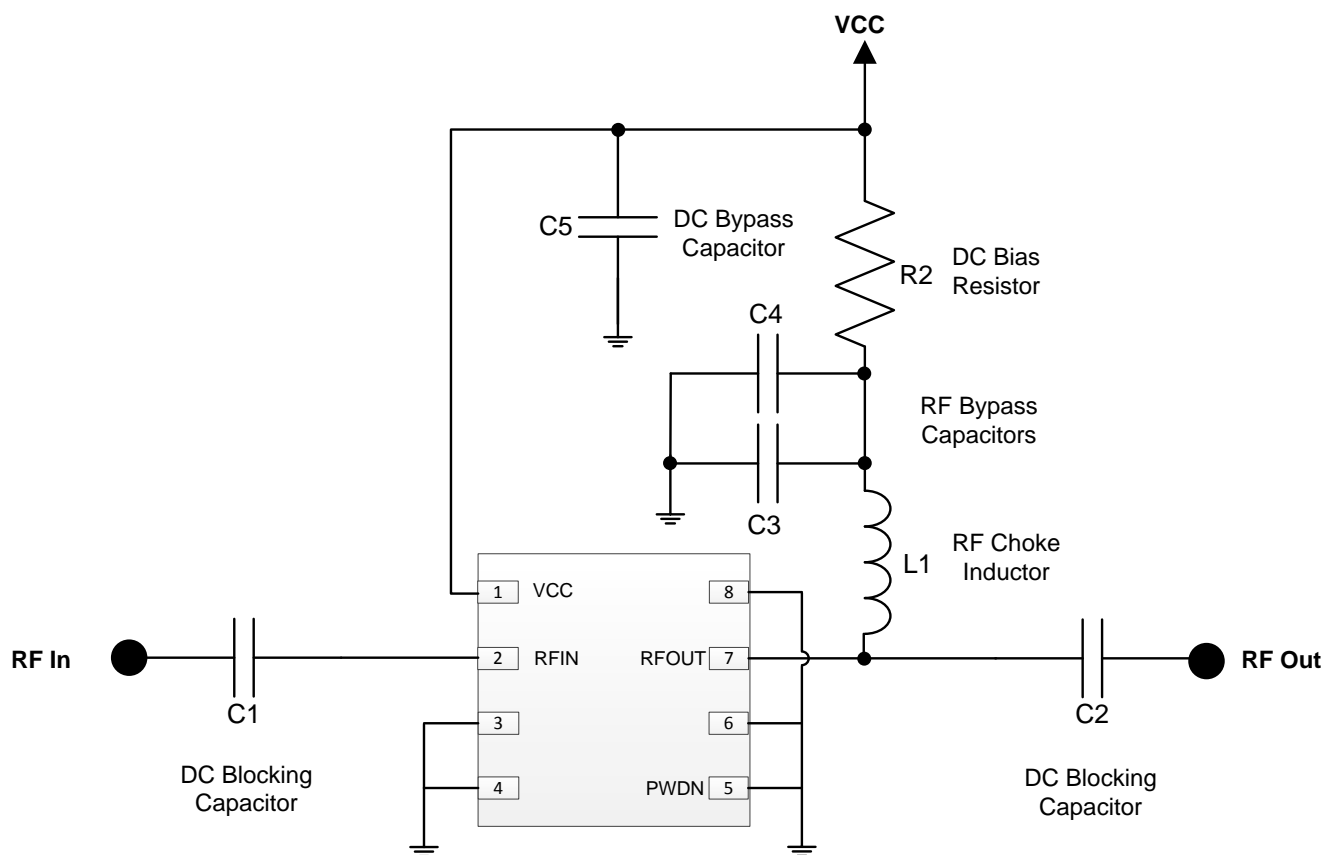 VCC
C5
DC Bypass
Capacitor
R2
DC Bias
Resistor
C4
RF Bypass
Capacitors
C3
L1
RF Choke
Inductor
1 VCC 8
RF In
2 RFIN RFOUT 7
RF Out
C1
3 6
C2
DC Blocking
Capacitor
4 PWDN 5
DC Blocking
Capacitor